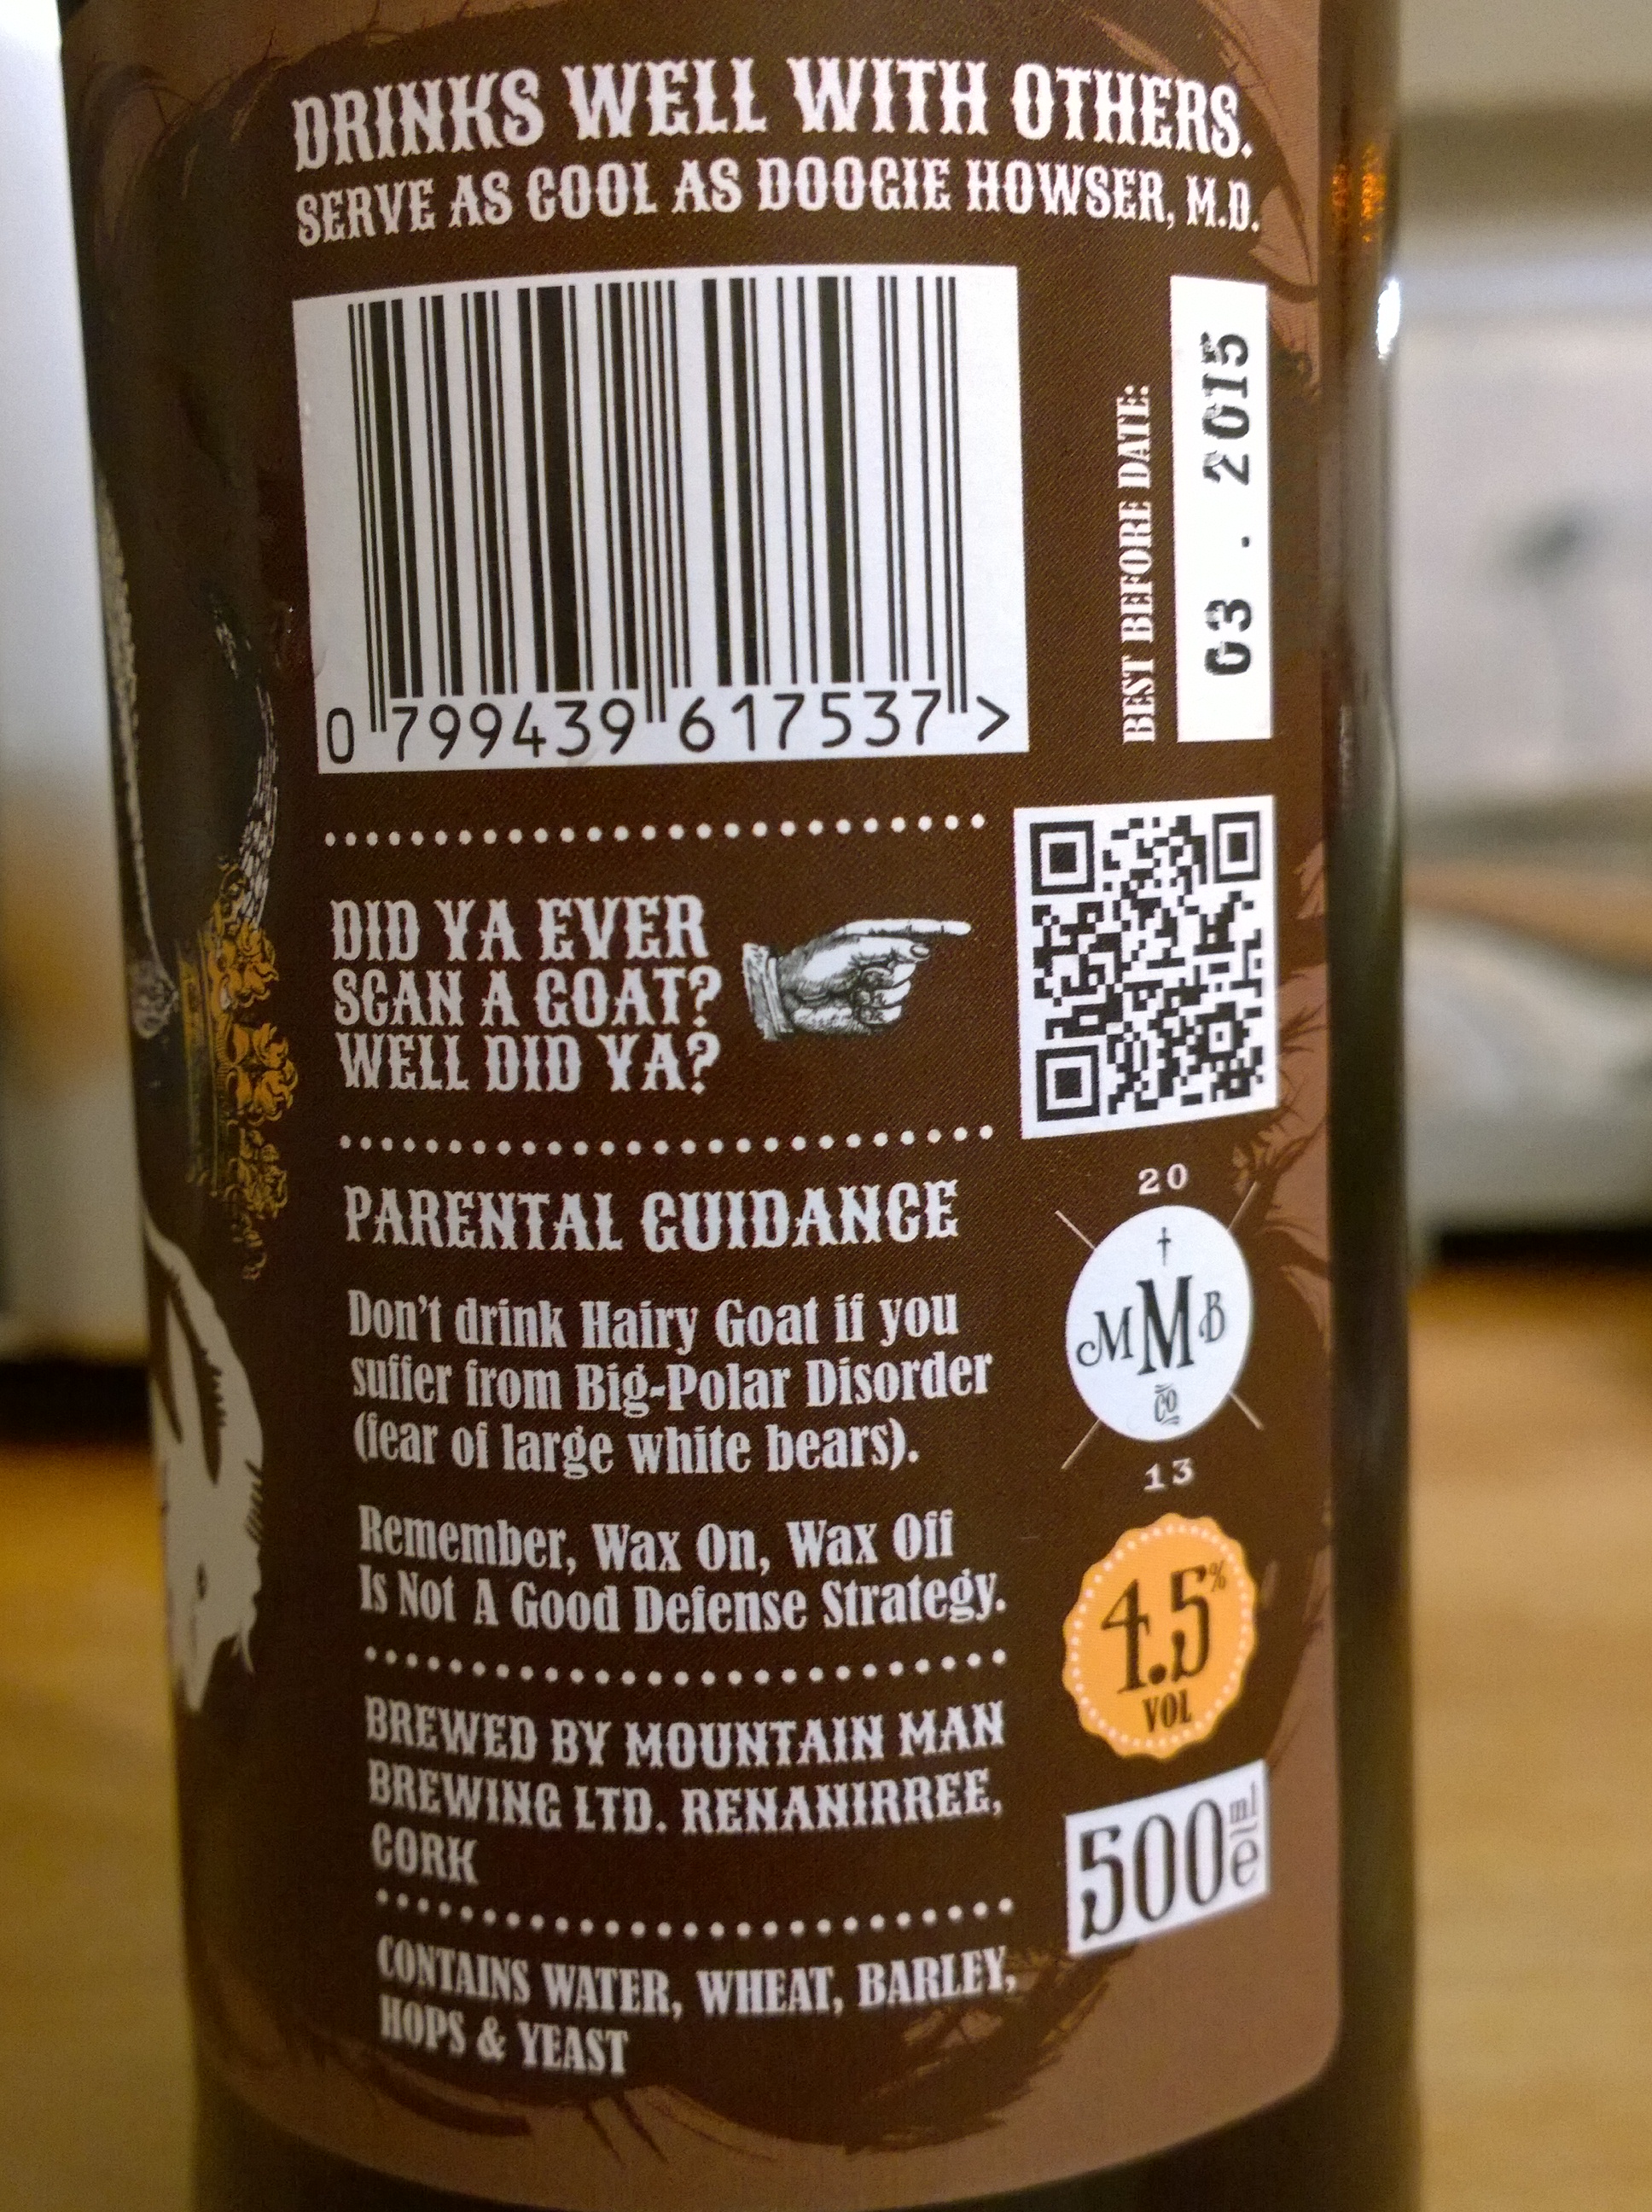 DRINKS WELL WITH OTHERS.
SERVE AS COOL AS DOOGIE HOWSER, M.D.
0 799439 617537 >
BEST BEFORE DATE:
03 . 2015
DID YA EVER
SCAN A GOAT?
WELL DID YA?
PARENTAL GUIDANCE
Don't drink Hairy Goat if you
suffer from Big-Polar Disorder
(fear of large white bears).
Remember, Wax On, Wax Off
Is Not A Good Defense Strategy.
20
M M B
CO
13
4.5%
VOL
BREWED BY MOUNTAIN MAN
BREWING LTD. RENANIRREE,
CORK
500 ml e
CONTAINS WATER, WHEAT, BARLEY,
HOPS & YEAST